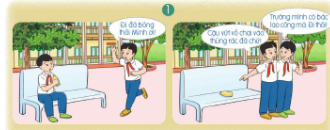 1
Đi đá bóng
thôi Minh ơi!
Cậu vứt vỏ chai vào
thùng rác đã chứ!
Trường mình có bác
lao công mà. Đi thôi!